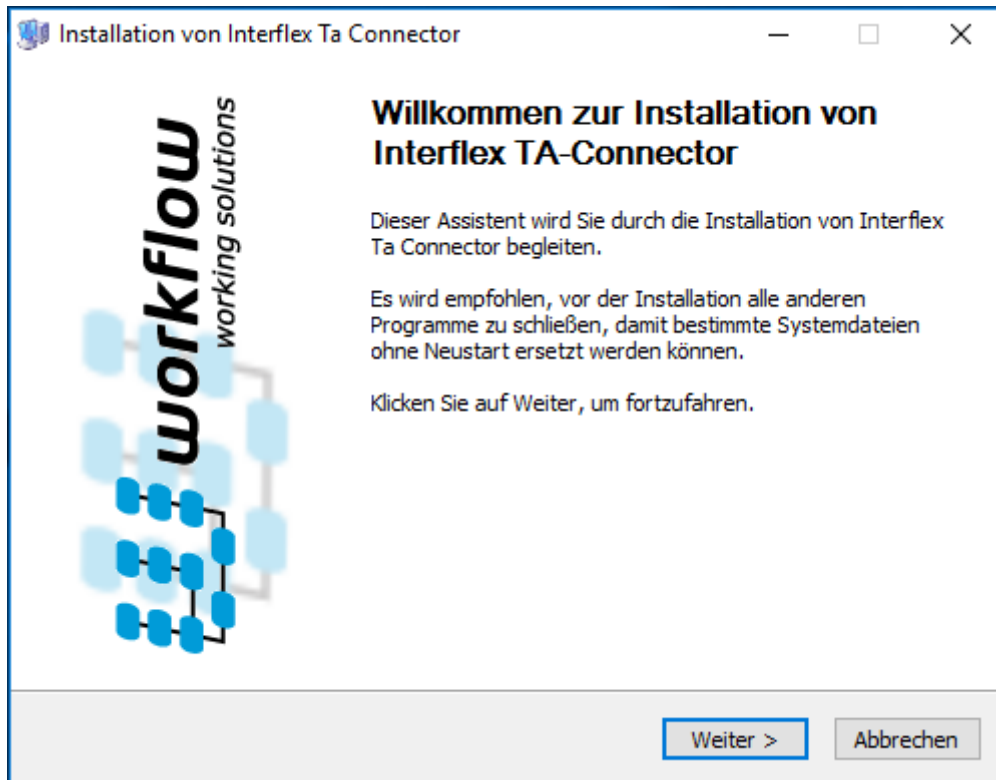 Installation von Interflex Ta Connector
workflow
working solutions
Willkommen zur Installation von
Interflex TA-Connector
Dieser Assistent wird Sie durch die Installation von Interflex
Ta Connector begleiten.
Es wird empfohlen, vor der Installation alle anderen
Programme zu schließen, damit bestimmte Systemdateien
ohne Neustart ersetzt werden können.
Klicken Sie auf Weiter, um fortzufahren.
Weiter >
Abbrechen